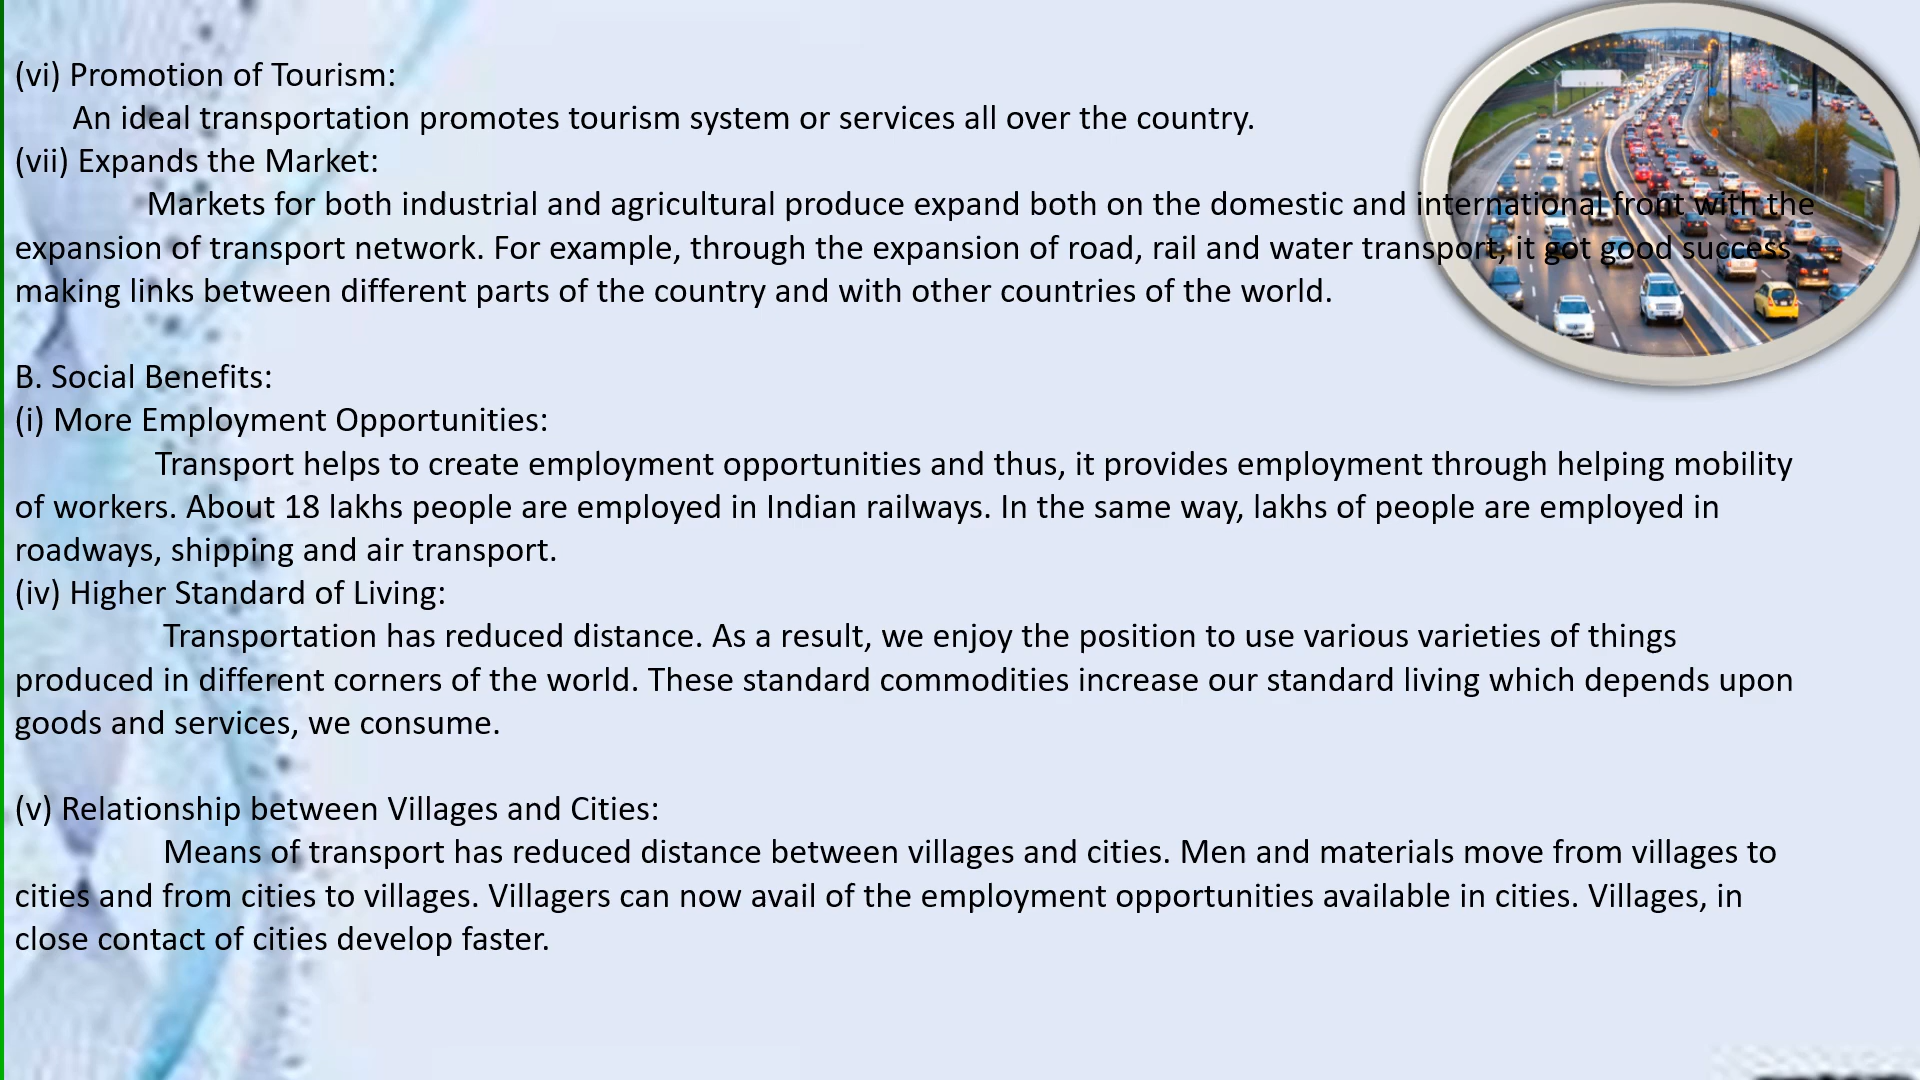 (vi) Promotion of Tourism:
An ideal transportation promotes tourism system or services all over the country.
(vii) Expands the Market:
Markets for both industrial and agricultural produce expand both on the domestic and international front with the
expansion of transport network. For example, through the expansion of road, rail and water transport, it got good success
making links between different parts of the country and with other countries of the world.
B. Social Benefits:
(i) More Employment Opportunities:
Transport helps to create employment opportunities and thus, it provides employment through helping mobility
of workers. About 18 lakhs people are employed in Indian railways. In the same way, lakhs of people are employed in
roadways, shipping and air transport.
(iv) Higher Standard of Living:
Transportation has reduced distance. As a result, we enjoy the position to use various varieties of things
produced in different corners of the world. These standard commodities increase our standard living which depends upon
goods and services, we consume.
(v) Relationship between Villages and Cities:
Means of transport has reduced distance between villages and cities. Men and materials move from villages to
cities and from cities to villages. Villagers can now avail of the employment opportunities available in cities. Villages, in
close contact of cities develop faster.